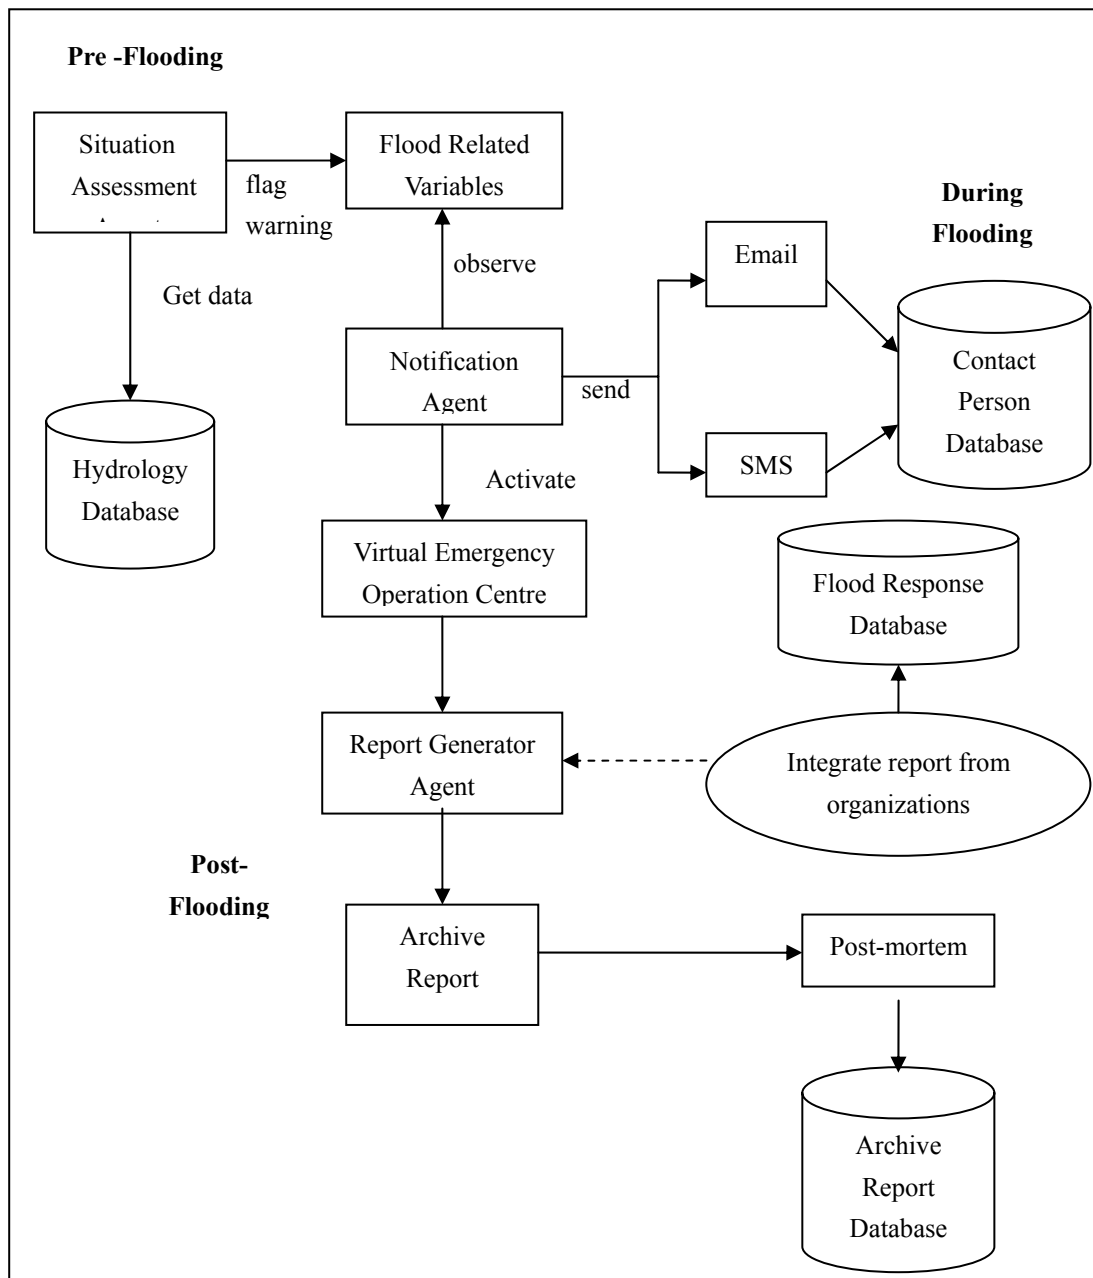 Pre -Flooding
Situation
Assessment
flag
warning
Flood Related
Variables
During
Flooding
observe
Get data
Email
Notification
Agent
send
Contact
Person
Database
SMS
Hydrology
Database
Activate
Virtual Emergency
Operation Centre
Flood Response
Database
Report Generator
Agent
Integrate report from
organizations
Post-
Flooding
Archive
Report
Post-mortem
Archive
Report
Database